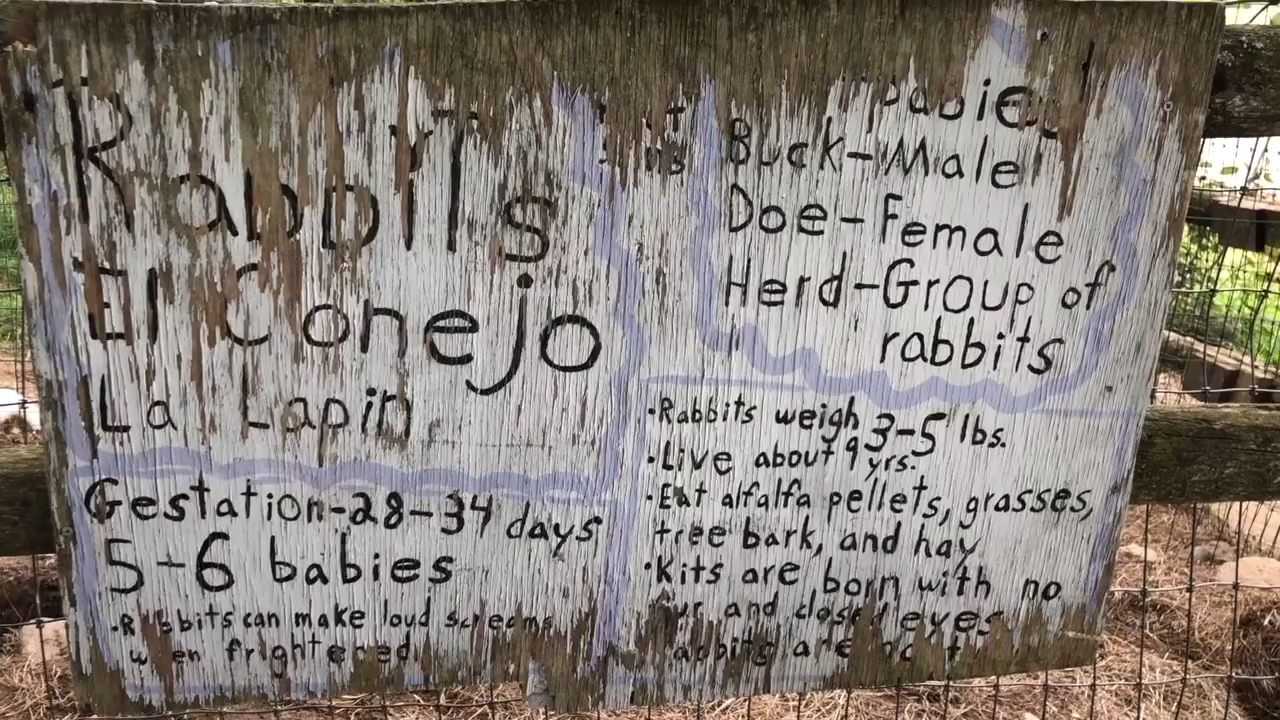 Rabbits
El Conejo
La Lapin
Gestation-28-34 days
5-6 babies
•Rabbits can make loud screams
when frightened
Buck-Male
Doe-Female
Herd-Group of
rabbits
•Rabbits weigh 3-5 lbs.
•Live about 9 yrs.
•Eat alfalfa pellets, grasses,
tree bark, and hay
•Kits are born with no
fur and closed eyes
rabbits are